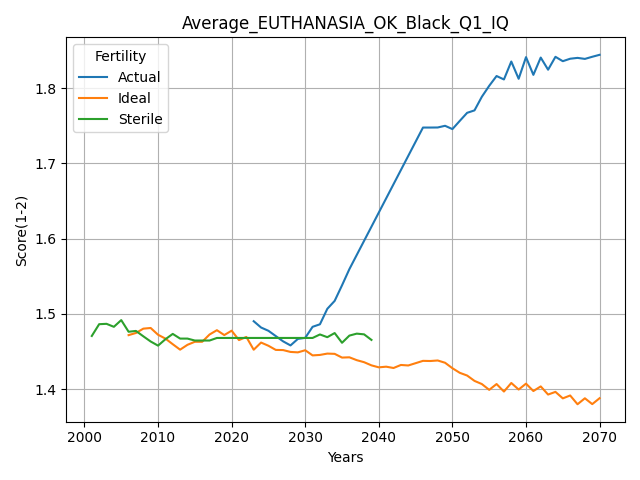 Average_EUTHANASIA_OK_Black_Q1_IQ
Fertility
Actual
Ideal
Sterile
Score(1-2)
1.8
1.7
1.6
1.5
1.4
2000 2010 2020 2030 2040 2050 2060 2070
Years